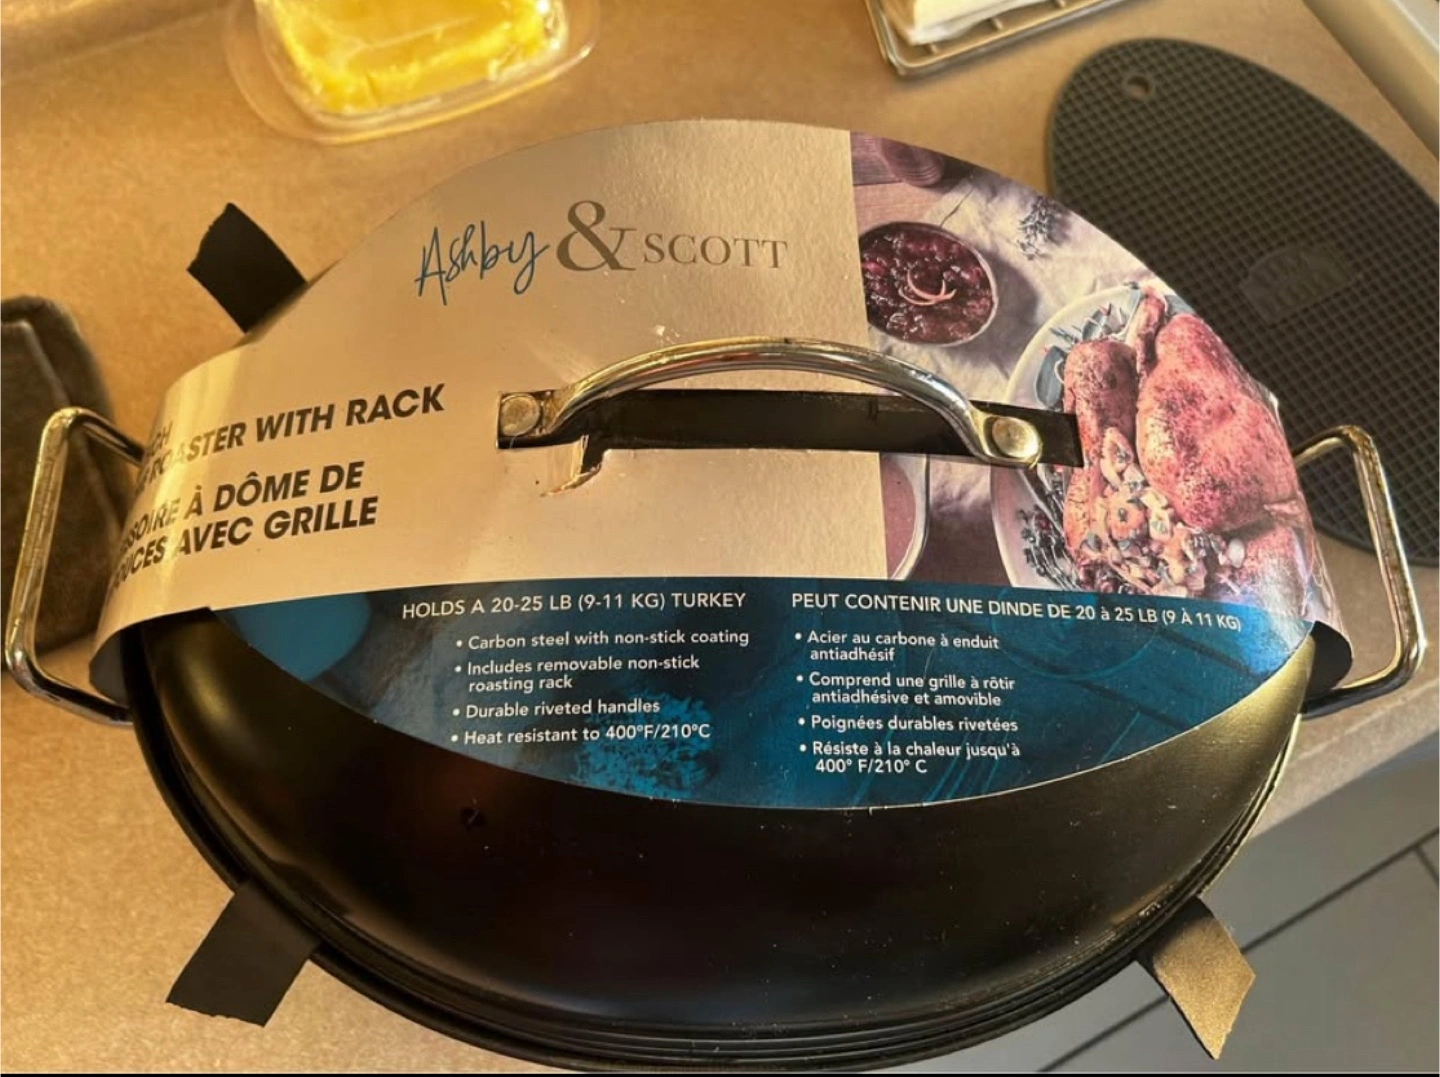 Ashby & SCOTT
ROASTER WITH RACK
À DÔME DE
AVEC GRILLE
HOLDS A 20-25 LB (9-11 KG) TURKEY
• Carbon steel with non-stick coating
• Includes removable non-stick
roasting rack
• Durable riveted handles
• Heat resistant to 400°F/210°C
PEUT CONTENIR UNE DINDE DE 20 à 25 LB (9 À 11 KG)
• Acier au carbone à enduit
antiadhésif
• Comprend une grille à rôtir
antiadhésive et amovible
• Poignées durables rivetées
• Résiste à la chaleur jusqu'à
400° F/210° C